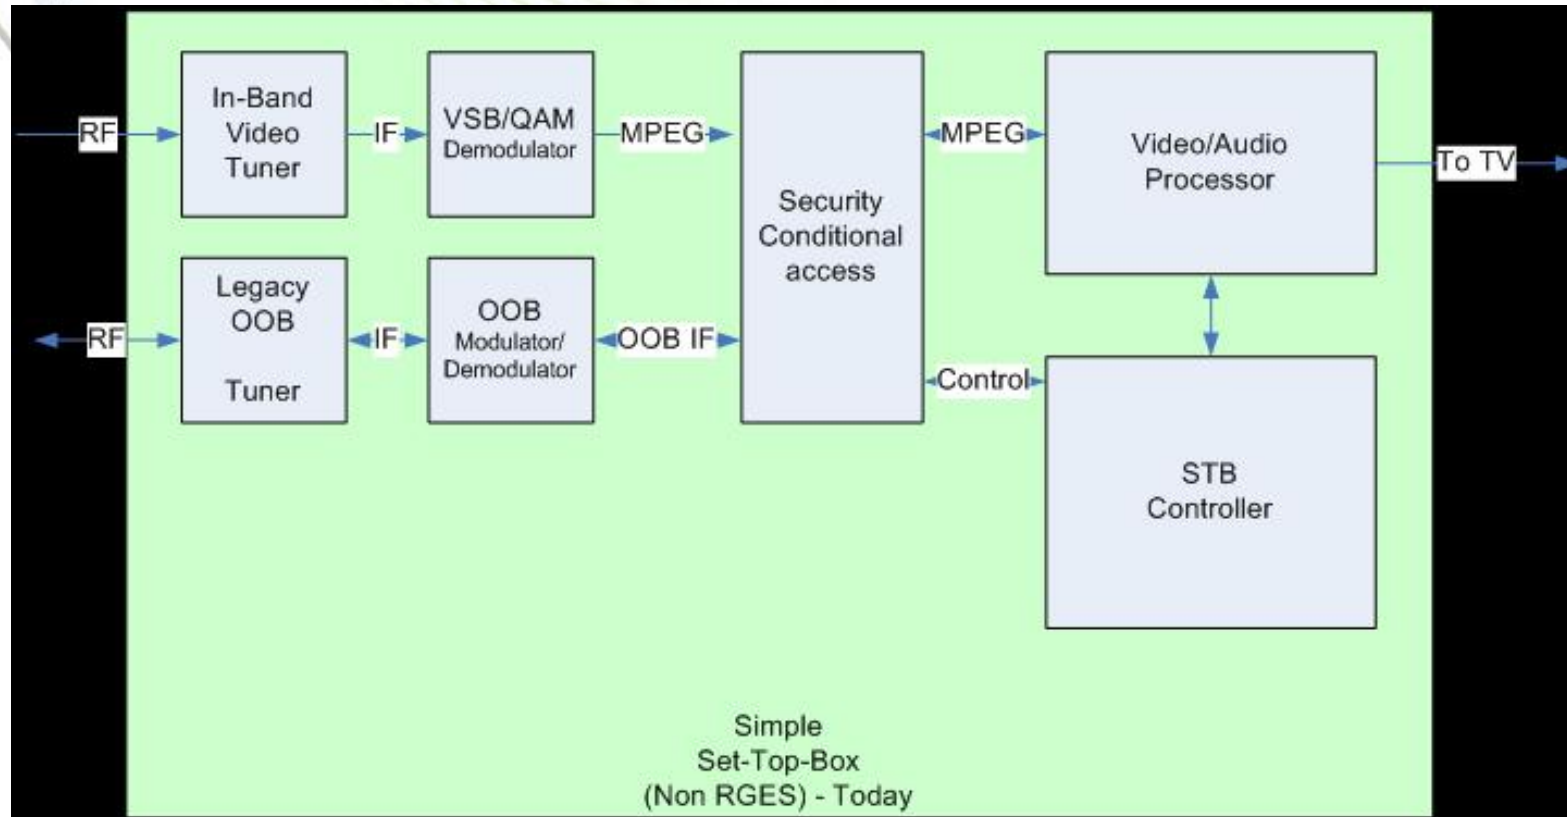 RF
In-Band
Video
Tuner
IF
VSB/QAM
Demodulator
MPEG
Security
Conditional
access
MPEG
Video/Audio
Processor
To TV
RF
Legacy
OOB
Tuner
IF
OOB
Modulator/
Demodulator
OOB IF
Control
STB
Controller
Simple
Set-Top-Box
(Non RGES) - Today